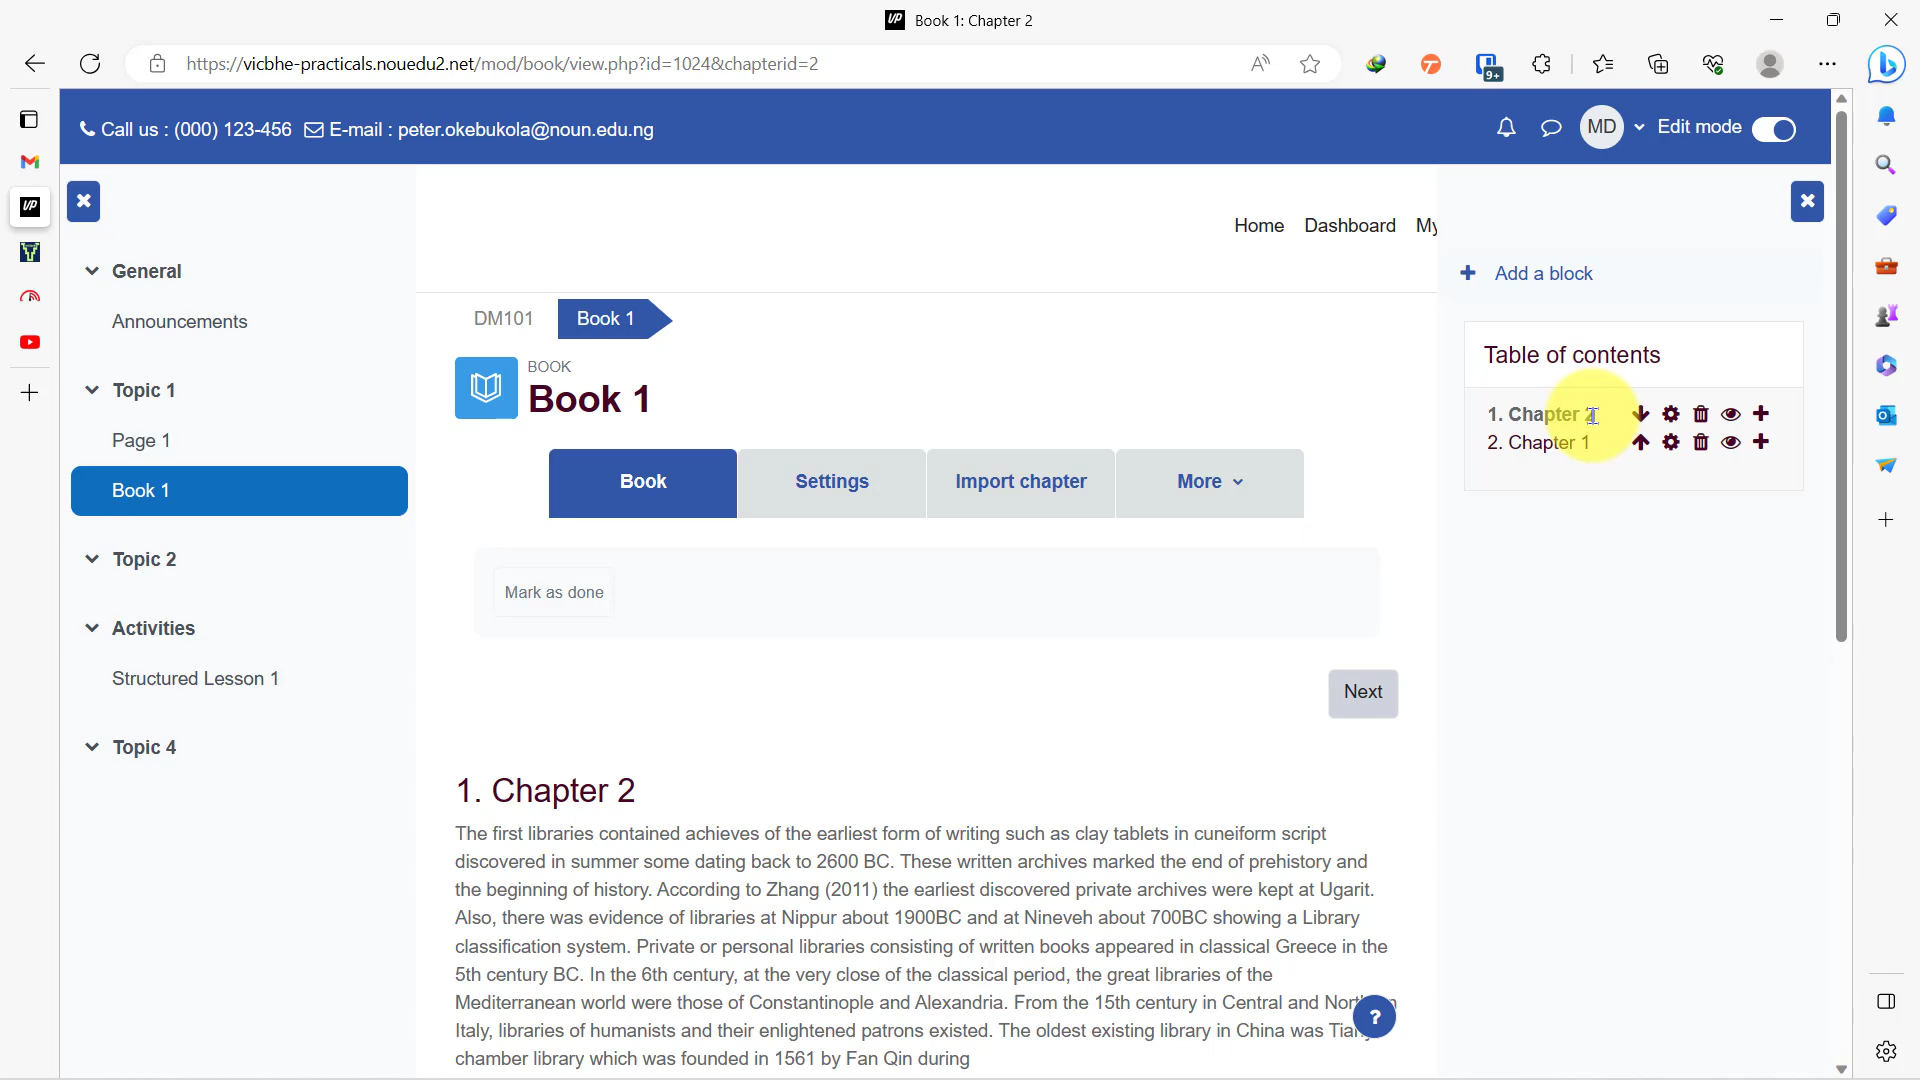 Book 1: Chapter 2
https://vicbhe-practicals.nouedu2.net/mod/book/view.php?id=1024&chapterid=2
9+
Call us : (000) 123-456 E-mail : peter.okebukola@noun.edu.ng
MD Edit mode
Home Dashboard My
General
Announcements
Topic 1
Page 1
Book 1
Topic 2
Activities
Structured Lesson 1
Topic 4
DM101 Book 1
BOOK
Book 1
Book Settings Import chapter More
Mark as done
Next
1. Chapter 2
The first libraries contained achieves of the earliest form of writing such as clay tablets in cuneiform script
discovered in summer some dating back to 2600 BC. These written archives marked the end of prehistory and
the beginning of history. According to Zhang (2011) the earliest discovered private archives were kept at Ugarit.
Also, there was evidence of libraries at Nippur about 1900BC and at Nineveh about 700BC showing a Library
classification system. Private or personal libraries consisting of written books appeared in classical Greece in the
5th century BC. In the 6th century, at the very close of the classical period, the great libraries of the
Mediterranean world were those of Constantinople and Alexandria. From the 15th century in Central and
Italy, libraries of humanists and their enlightened patrons existed. The oldest existing library in China was
chamber library which was founded in 1561 by Fan Qin during
?
Add a block
Table of contents
1. Chapter 2
2. Chapter 1